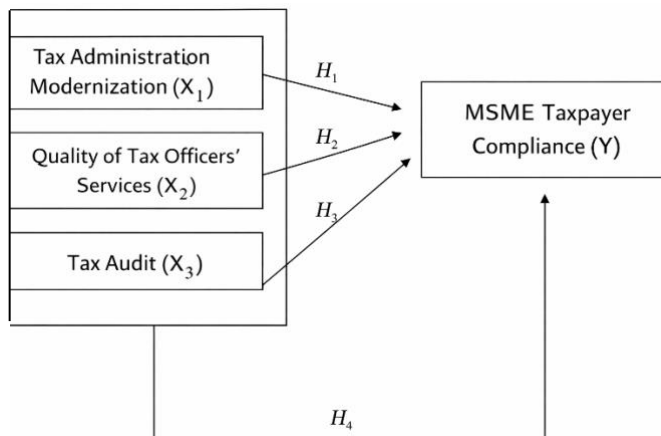 Tax Administration
Modernization (X₁)
H₁
MSME Taxpayer
Compliance (Y)
H₂
Quality of Tax Officers'
Services (X₂)
H₃
Tax Audit (X₃)
H₄